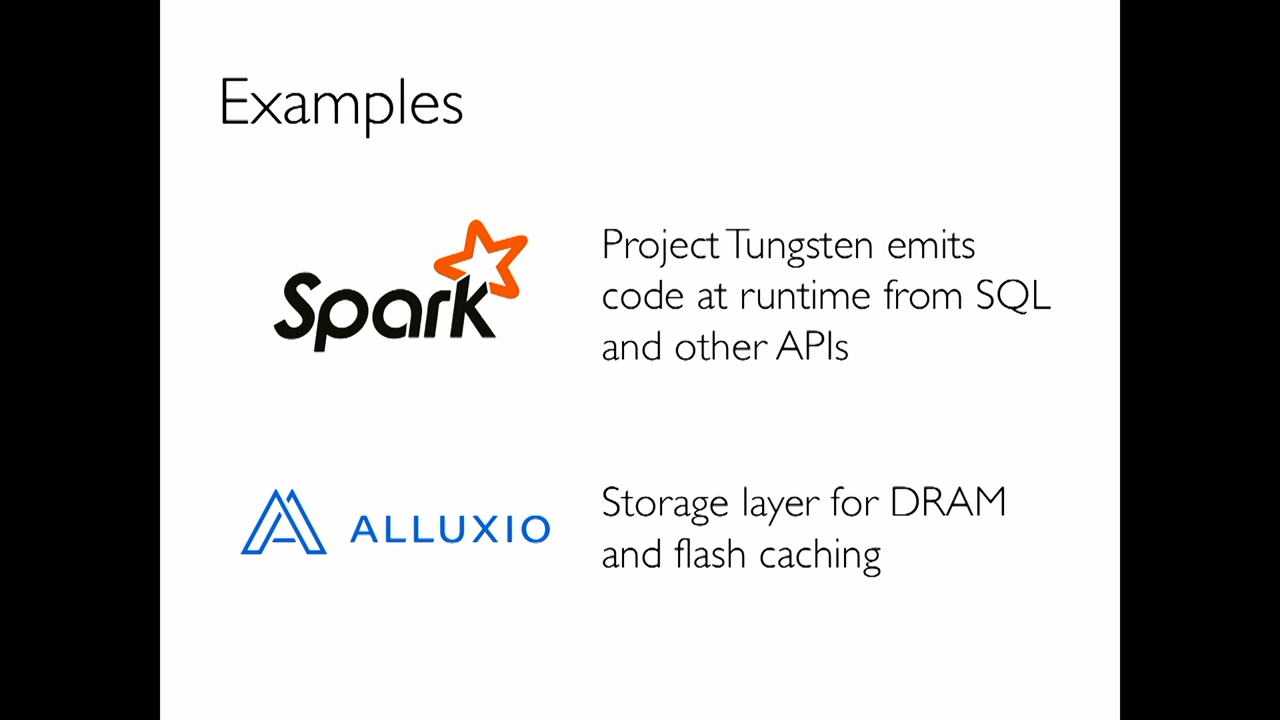 Examples
Spark
Project Tungsten emits
code at runtime from SQL
and other APIs
ALLUXIO
Storage layer for DRAM
and flash caching